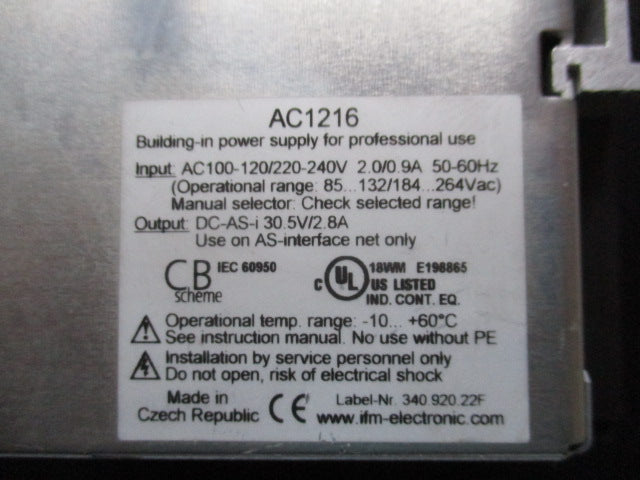 AC1216
Building-in power supply for professional use
Input: AC100-120/220-240V 2.0/0.9A 50-60Hz
(Operational range: 85...132/184...264Vac)
Manual selector: Check selected range!
Output: DC-AS-i 30.5V/2.8A
Use on AS-interface net only
CB scheme IEC 60950
c UL US LISTED 18WM E198865
IND. CONT. EQ.
Operational temp. range: -10... +60°C
See instruction manual. No use without PE
Installation by service personnel only
Do not open, risk of electrical shock
Made in Czech Republic
CE
Label-Nr. 340.920.22F
www.ifm-electronic.com